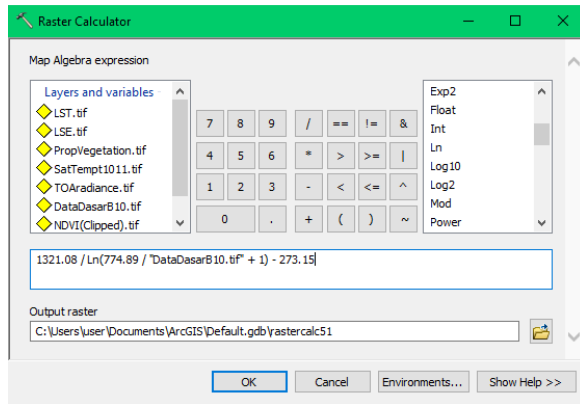 Raster Calculator
Map Algebra expression
Layers and variables
LST.tif
LSE.tif
PropVegetation.tif
SatTempt1011.tif
TOAradiance.tif
DataDasarB10.tif
NDVI(Clipped).tif
7 8 9 / == != &
4 5 6 * > >= |
1 2 3 - < <= ^
0 . + ( ) ~
Exp2
Float
Int
Ln
Log10
Log2
Mod
Power
1321.08 / Ln(774.89 / "DataDasarB10.tif" + 1) - 273.15
Output raster
C:\Users\user\Documents\ArcGIS\Default.gdb\rastercalc51
OK Cancel Environments... Show Help >>